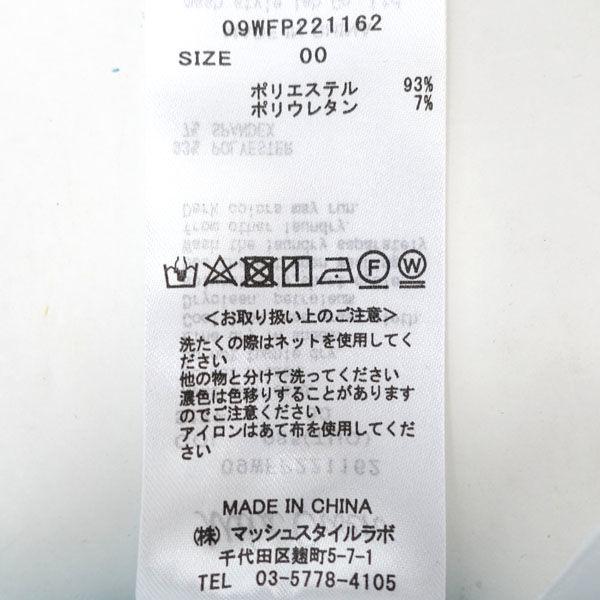 09WFP221162
SIZE 00
ポリエステル 93%
ポリウレタン 7%
<お取り扱い上のご注意>
洗たくの際はネットを使用してく
ださい
他の物と分けて洗ってください
濃色は色移りすることがあります
のでご注意ください
アイロンはあて布を使用してくだ
さい
MADE IN CHINA
(株) マッシュスタイルラボ
千代田区麹町5-7-1
TEL 03-5778-4105